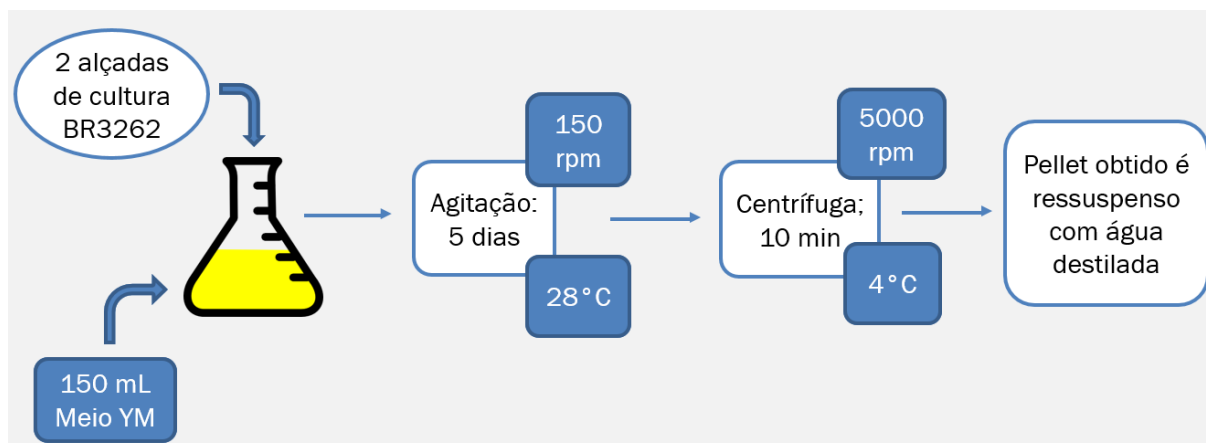 2 alçadas
de cultura
BR3262
150 mL
Meio YM
150
rpm
Agitação:
5 dias
28°C
5000
rpm
Centrífuga;
10 min
4°C
Pellet obtido é
ressuspenso
com água
destilada